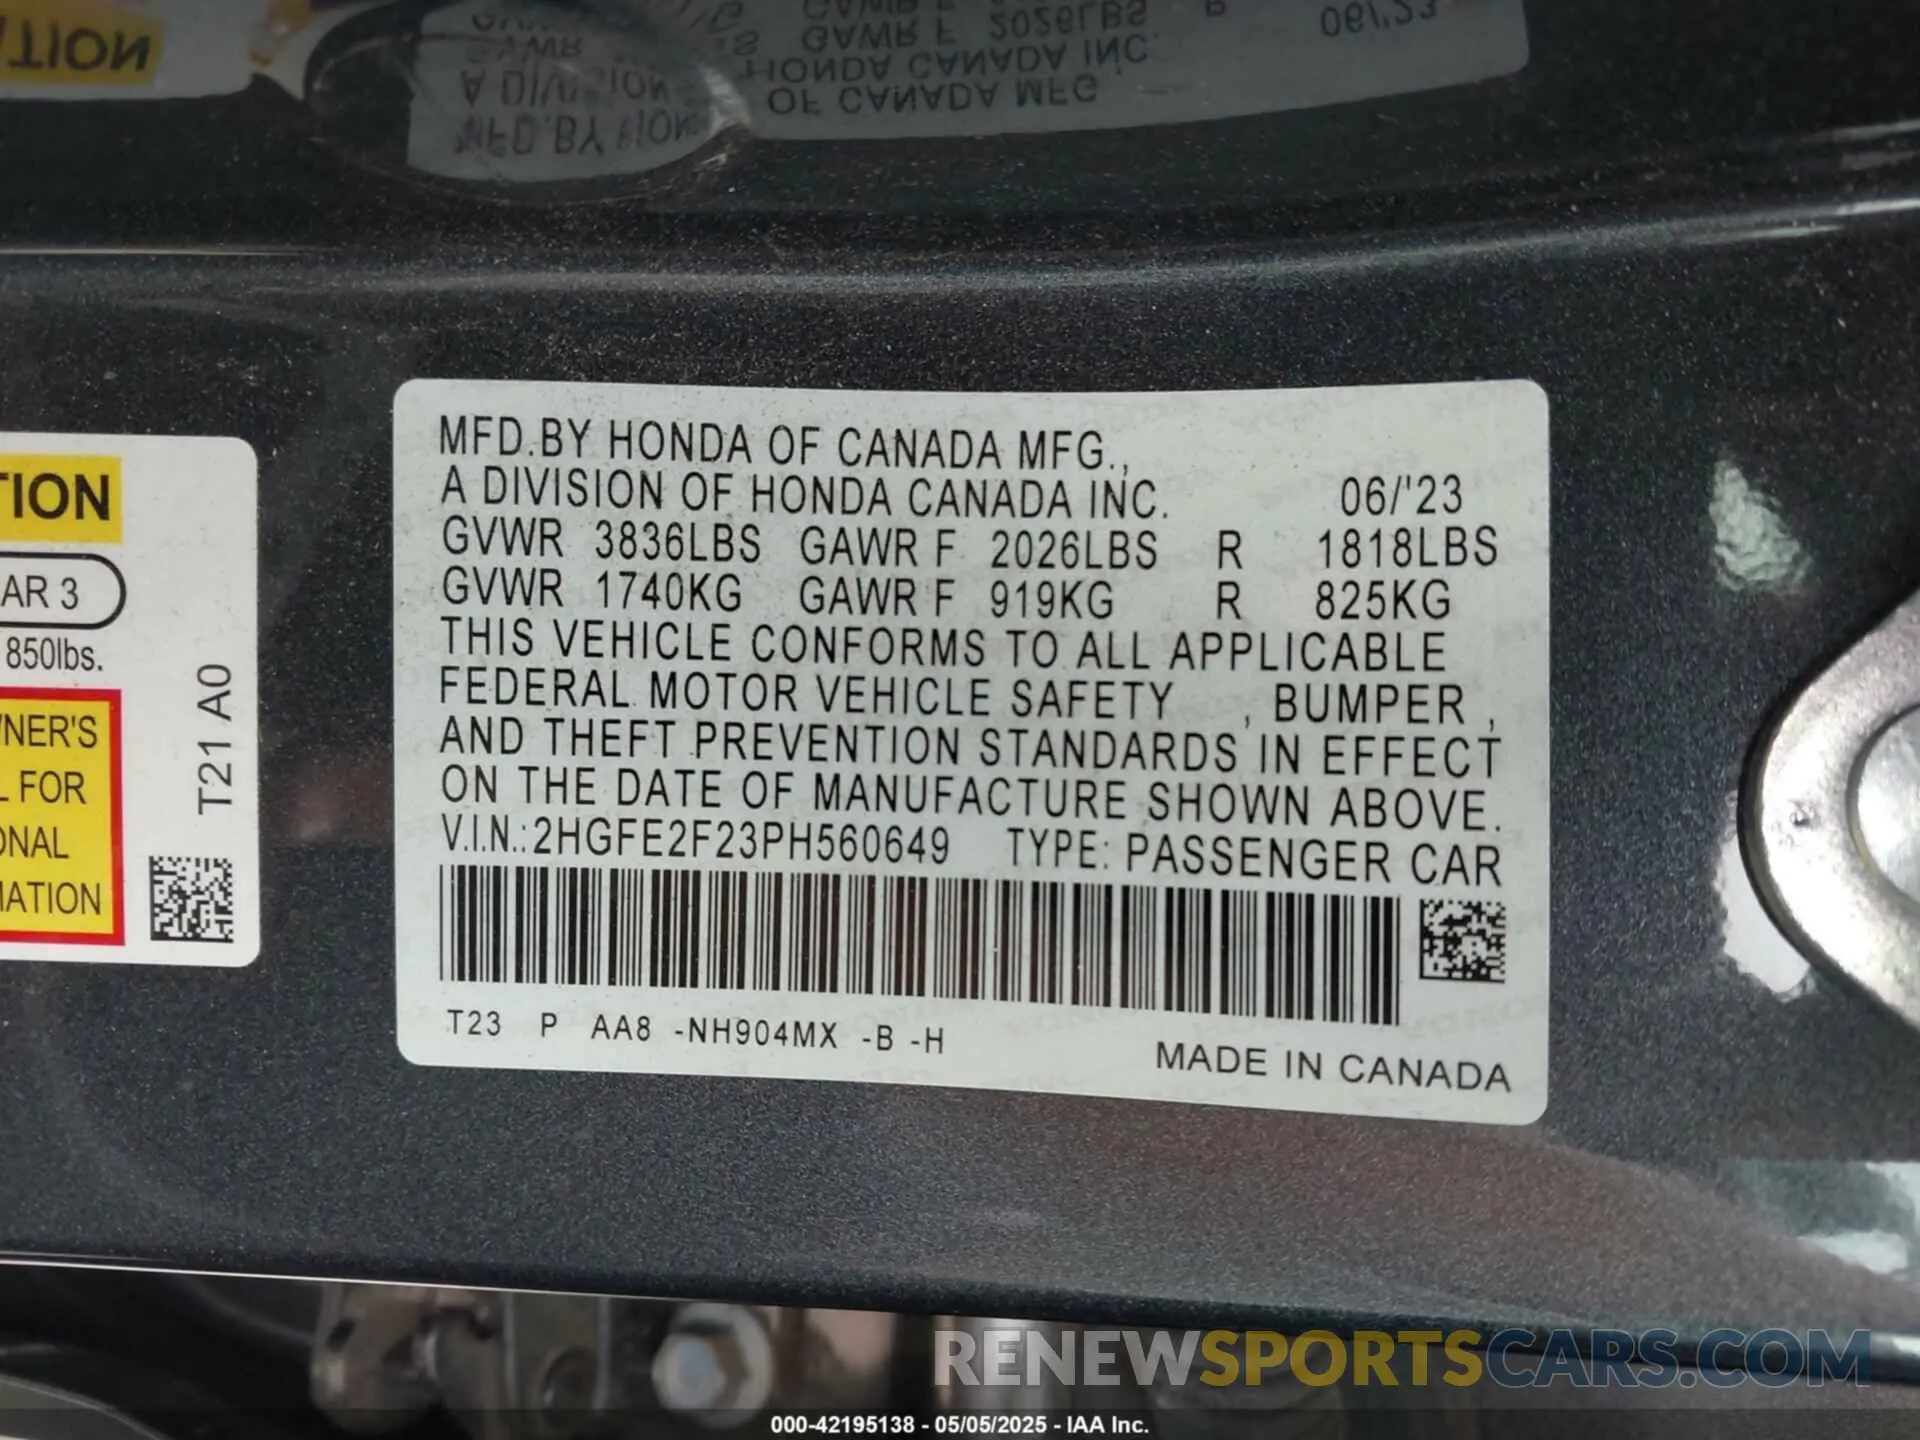 MFD.BY HONDA OF CANADA MFG.,
A DIVISION OF HONDA CANADA INC. 06/'23
GVWR 3836LBS GAWR F 2026LBS R 1818LBS
GVWR 1740KG GAWR F 919KG R 825KG
THIS VEHICLE CONFORMS TO ALL APPLICABLE
FEDERAL MOTOR VEHICLE SAFETY , BUMPER ,
AND THEFT PREVENTION STANDARDS IN EFFECT
ON THE DATE OF MANUFACTURE SHOWN ABOVE.
V.I.N.:2HGFE2F23PH560649 TYPE: PASSENGER CAR
T23 P AA8 -NH904MX -B -H
MADE IN CANADA
TION
AR 3
850lbs.
NER'S
L FOR
ONAL
MATION
T21 A0
RENEWSPORTSCARS.COM
000-42195138 - 05/05/2025 - IAA Inc.